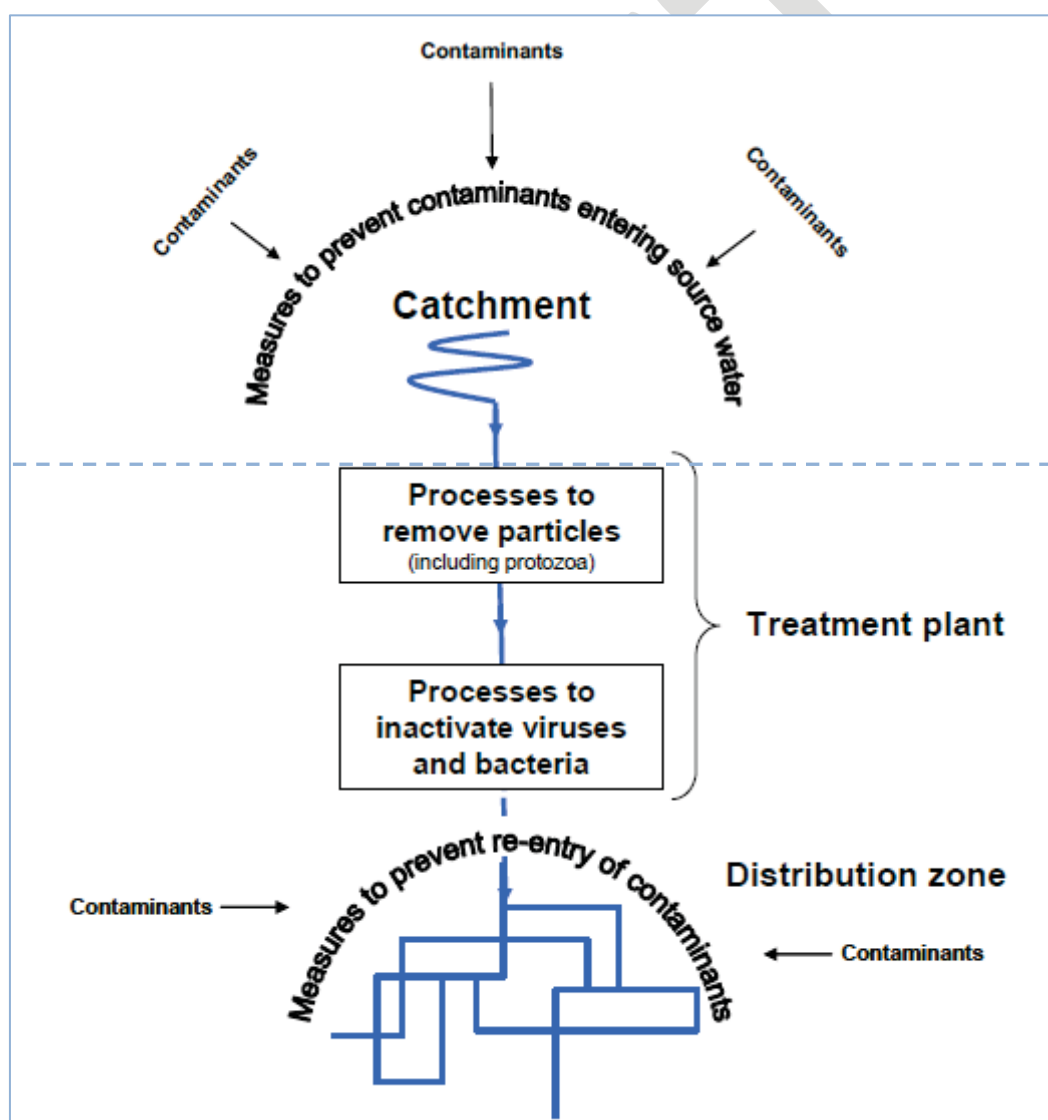 Contaminants
Contaminants
Contaminants
Measures to prevent contaminants entering source water
Catchment
Processes to
remove particles
(including protozoa)
Treatment plant
Processes to
inactivate viruses
and bacteria
Measures to prevent re-entry of contaminants
Distribution zone
Contaminants
Contaminants